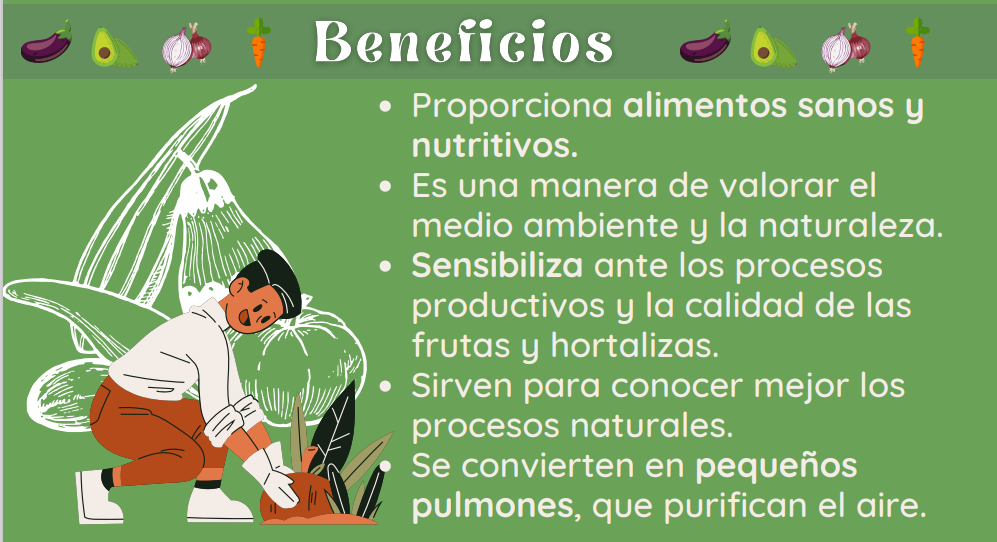 Beneficios
• Proporciona alimentos sanos y
nutritivos.
• Es una manera de valorar el
medio ambiente y la naturaleza.
• Sensibiliza ante los procesos
productivos y la calidad de las
frutas y hortalizas.
• Sirven para conocer mejor los
procesos naturales.
• Se convierten en pequeños
pulmones, que purifican el aire.